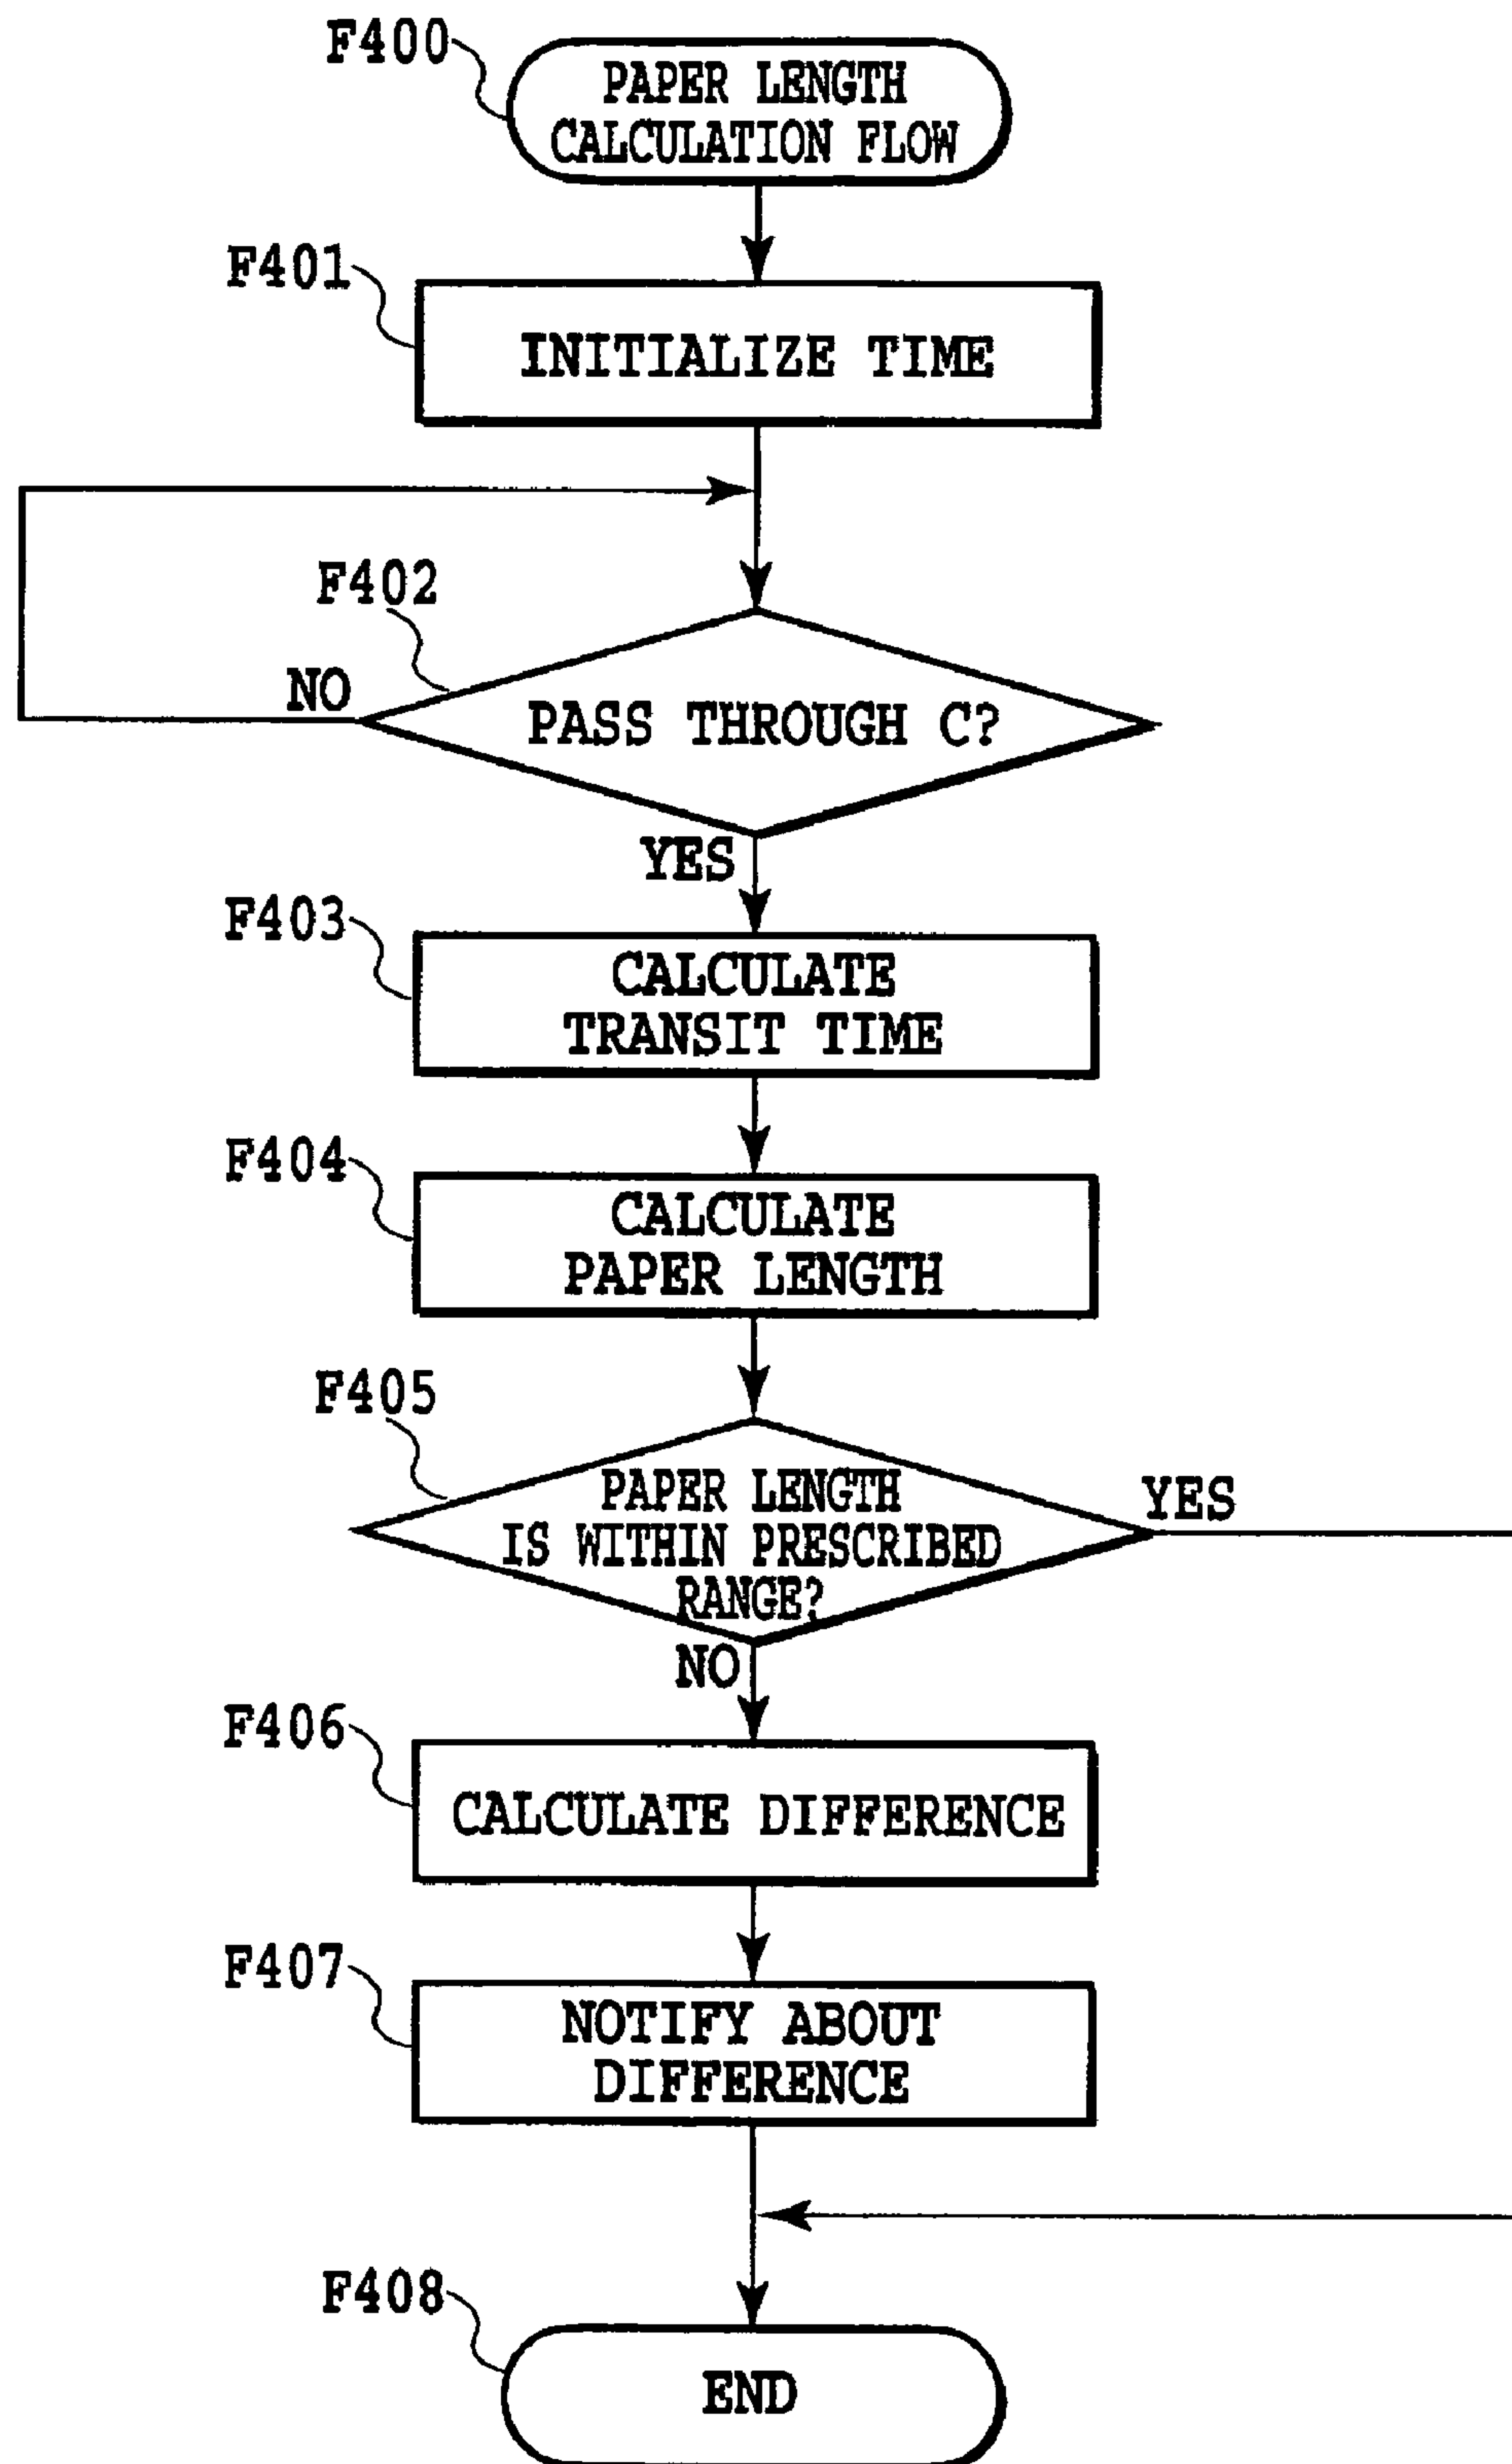 F400
PAPER LENGTH
CALCULATION FLOW
F401
INITIALIZE TIME
F402
NO
PASS THROUGH C?
YES
F403
CALCULATE
TRANSIT TIME
F404
CALCULATE
PAPER LENGTH
F405
PAPER LENGTH
IS WITHIN PRESCRIBED
RANGE?
YES
NO
F406
CALCULATE DIFFERENCE
F407
NOTIFY ABOUT
DIFFERENCE
F408
END